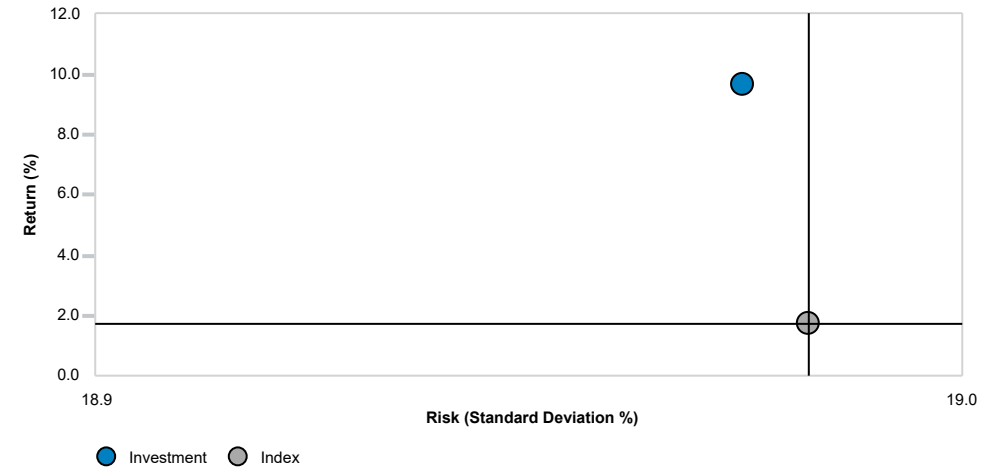 12.0
10.0
8.0
6.0
4.0
2.0
0.0
Return (%)
18.9
19.0
Risk (Standard Deviation %)
Investment
Index